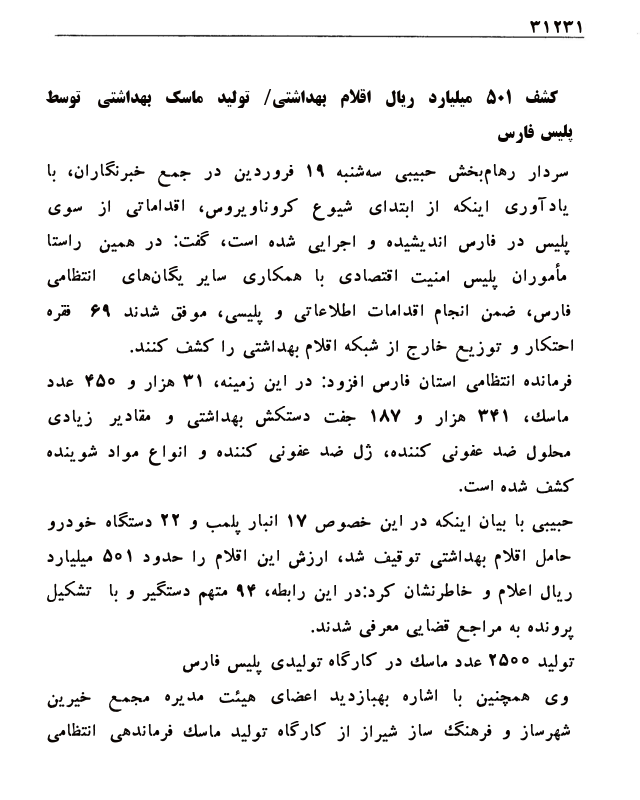 ۳۱۲۳۱
کشف ۵۰۱ میلیارد ریال اقلام بهداشتی/ تولید ماسک بهداشتی توسط
پلیس فارس
سردار رهام‌بخش حبیبی سه‌شنبه ۱۹ فروردین در جمع خبرنگاران، با
یادآوری اینکه از ابتدای شیوع کروناویروس، اقداماتی از سوی
پلیس در فارس اندیشیده و اجرایی شده است، گفت: در همین راستا
مأموران پلیس امنیت اقتصادی با همکاری سایر یگان‌های انتظامی
فارس، ضمن انجام اقدامات اطلاعاتی و پلیسی، موفق شدند ۶۹ فقره
احتکار و توزیع خارج از شبکه اقلام بهداشتی را کشف کنند.
فرمانده انتظامی استان فارس افزود: در این زمینه، ۳۱ هزار و ۴۵۰ عدد
ماسك، ۳۴۱ هزار و ۱۸۷ جفت دستکش بهداشتی و مقادیر زیادی
محلول ضد عفونی کننده، ژل ضد عفونی کننده و انواع مواد شوینده
کشف شده است.
حبیبی با بیان اینکه در این خصوص ۱۷ انبار پلمب و ۲۲ دستگاه خودرو
حامل اقلام بهداشتی توقیف شد، ارزش این اقلام را حدود ۵۰۱ میلیارد
ریال اعلام و خاطرنشان کرد:در این رابطه، ۹۴ متهم دستگیر و با تشکیل
پرونده به مراجع قضایی معرفی شدند.
تولید ۲۵۰۰ عدد ماسك در کارگاه تولیدی پلیس فارس
وی همچنین با اشاره بهبازدید اعضای هیئت مدیره مجمع خیرین
شهرساز و فرهنگ ساز شیراز از کارگاه تولید ماسك فرماندهی انتظامی